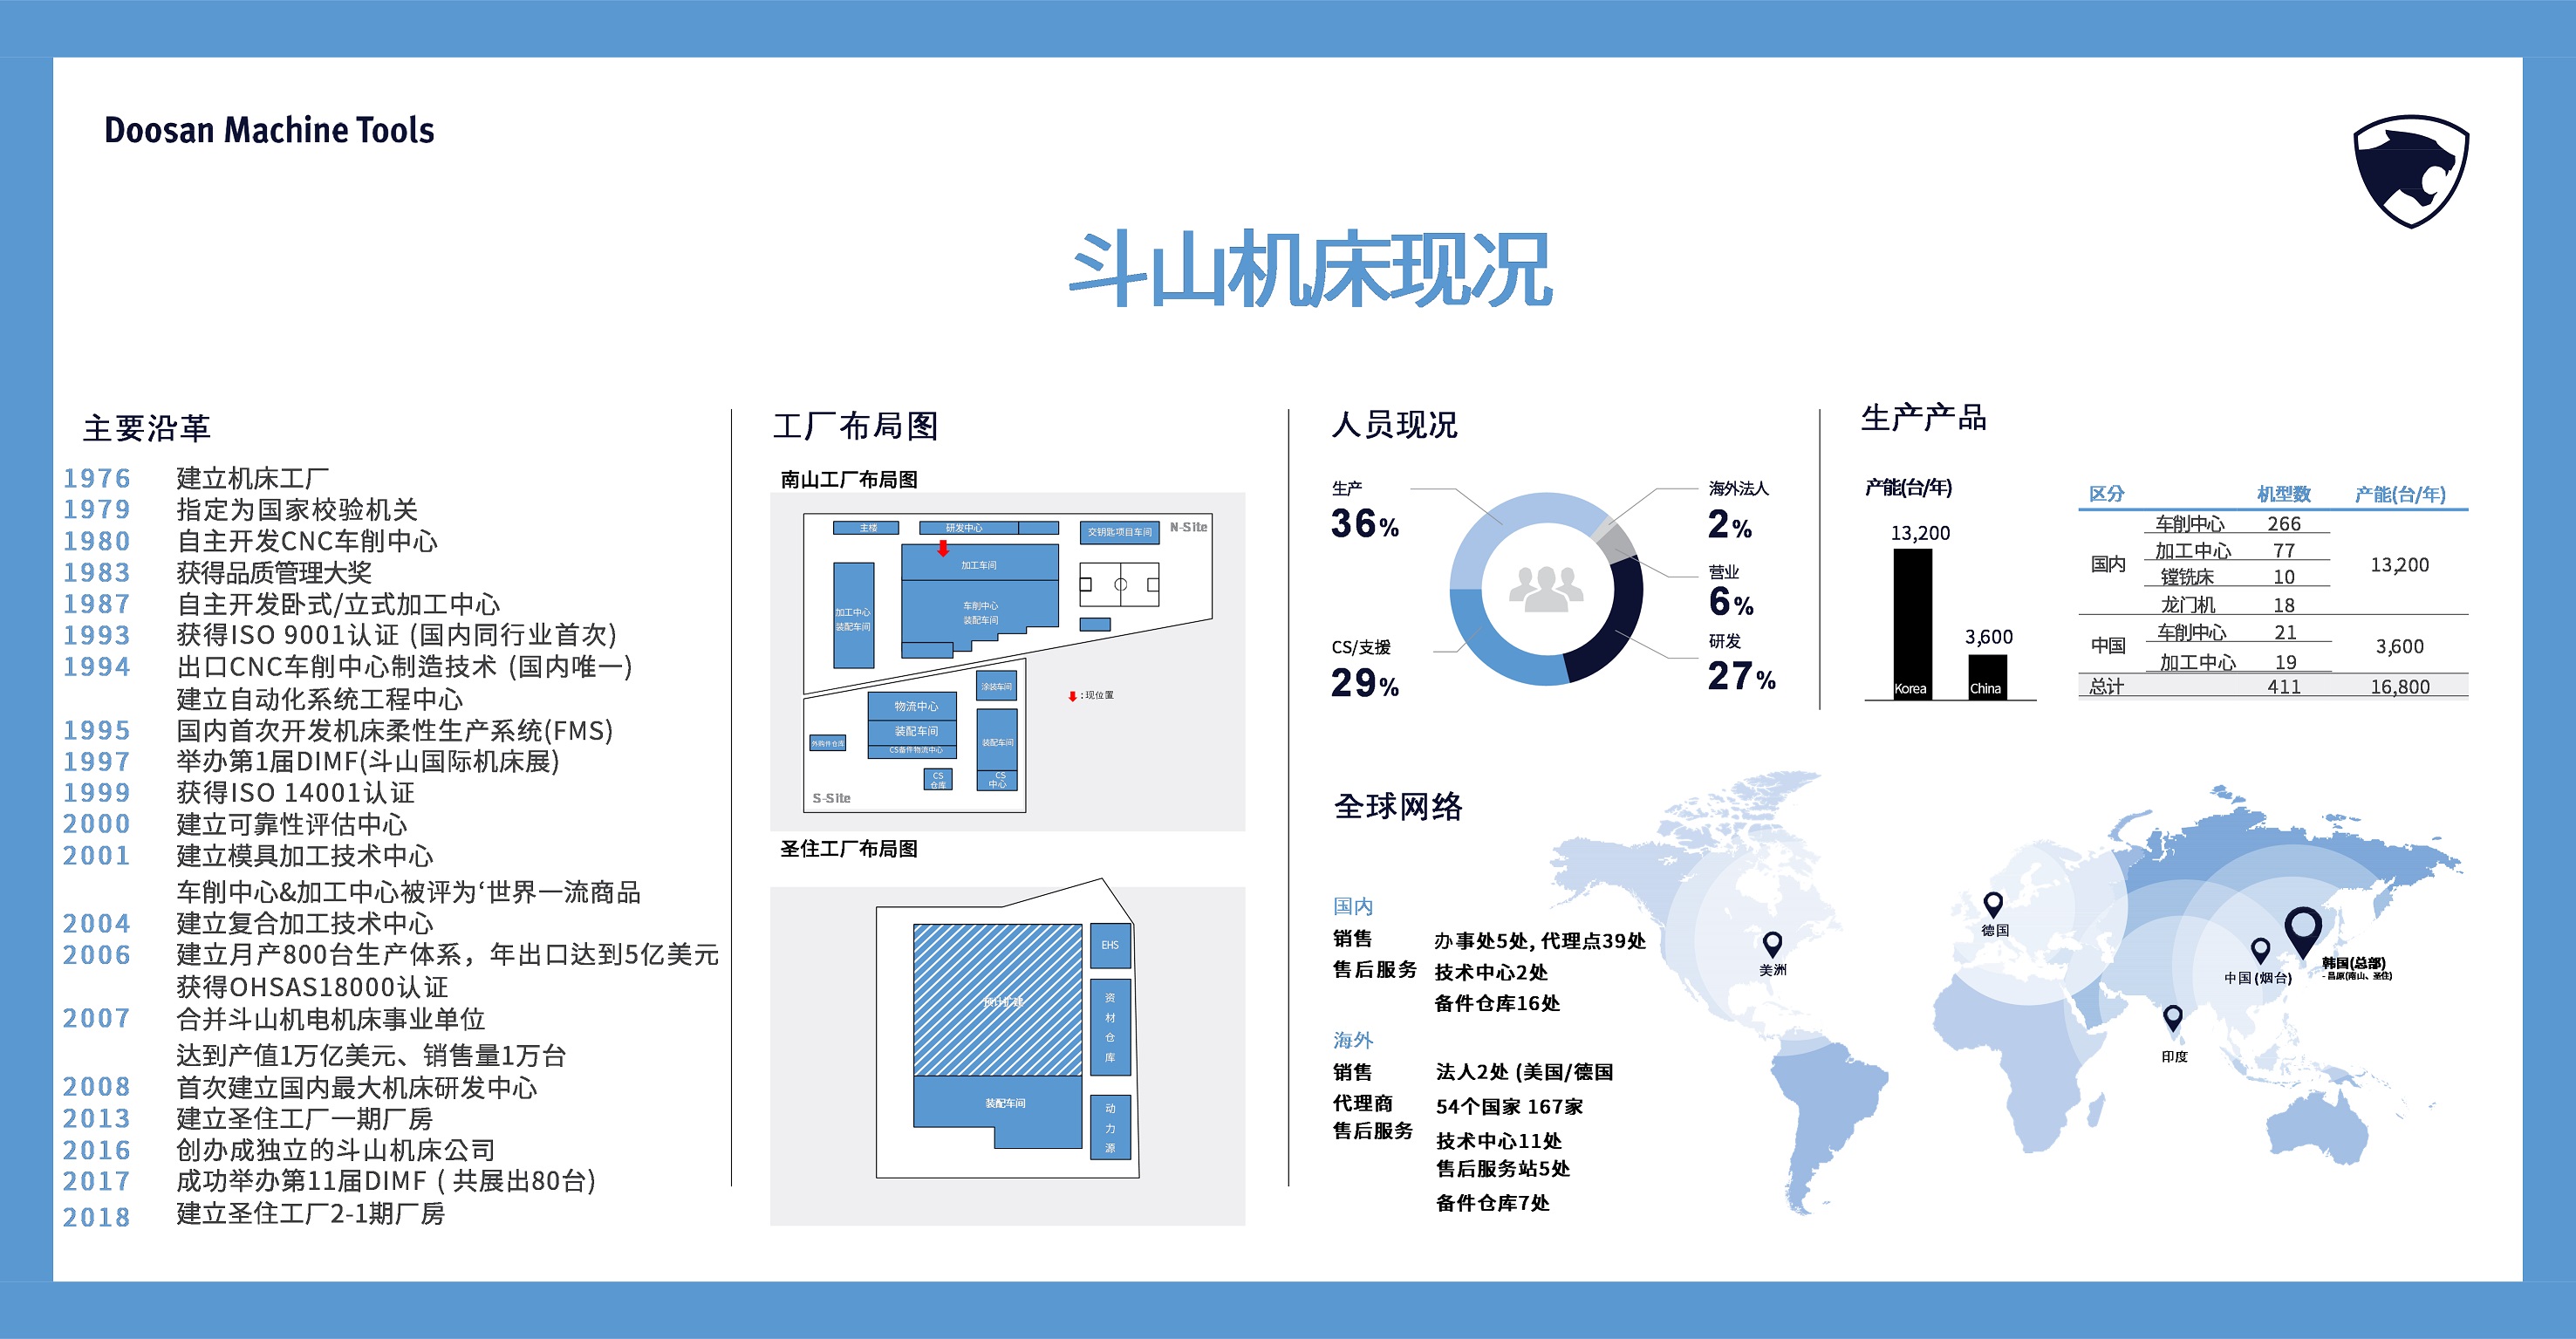 Doosan Machine Tools
斗山机床现况
主要沿革
1976 建立机床工厂
1979 指定为国家校验机关
1980 自主开发CNC车削中心
1983 获得品质管理大奖
1987 自主开发卧式/立式加工中心
1993 获得ISO 9001认证 (国内同行业首次)
1994 出口CNC车削中心制造技术 (国内唯一)
建立自动化系统工程中心
1995 国内首次开发机床柔性生产系统(FMS)
1997 举办第1届DIMF(斗山国际机床展)
1999 获得ISO 14001认证
2000 建立可靠性评估中心
2001 建立模具加工技术中心
车削中心&加工中心被评为‘世界一流商品
2004 建立复合加工技术中心
2006 建立月产800台生产体系，年出口达到5亿美元
获得OHSAS18000认证
2007 合并斗山机电机床事业单位
达到产值1万亿美元、销售量1万台
2008 首次建立国内最大机床研发中心
2013 建立圣住工厂一期厂房
2016 创办成独立的斗山机床公司
2017 成功举办第11届DIMF ( 共展出80台)
2018 建立圣住工厂2-1期厂房
工厂布局图
南山工厂布局图
主楼
研发中心
交钥匙项目车间
N-Site
加工车间
加工中心
装配车间
车削中心
装配车间
涂装车间
物流中心
装配车间
CS备件物流中心
外购件仓库
装配车间
CS
仓库
CS
中心
S-Site
:现位置
圣住工厂布局图
预计扩建
EHS
资
材
仓
库
装配车间
动
力
源
人员现况
生产
36%
海外法人
2%
营业
6%
CS/支援
29%
研发
27%
生产产品
产能(台/年)
13,200
3,600
Korea
China
区分 机型数 产能(台/年)
国内 车削中心 266 13,200
加工中心 77
镗铣床 10
龙门机 18
中国 车削中心 21 3,600
加工中心 19
总计 411 16,800
全球网络
国内
销售 办事处5处, 代理点39处
售后服务 技术中心2处
备件仓库16处
海外
销售 法人2处 (美国/德国
代理商 54个国家 167家
售后服务 技术中心11处
售后服务站5处
备件仓库7处
美洲
德国
中国 (烟台)
韩国(总部)
- 昌原(南山、圣住)
印度